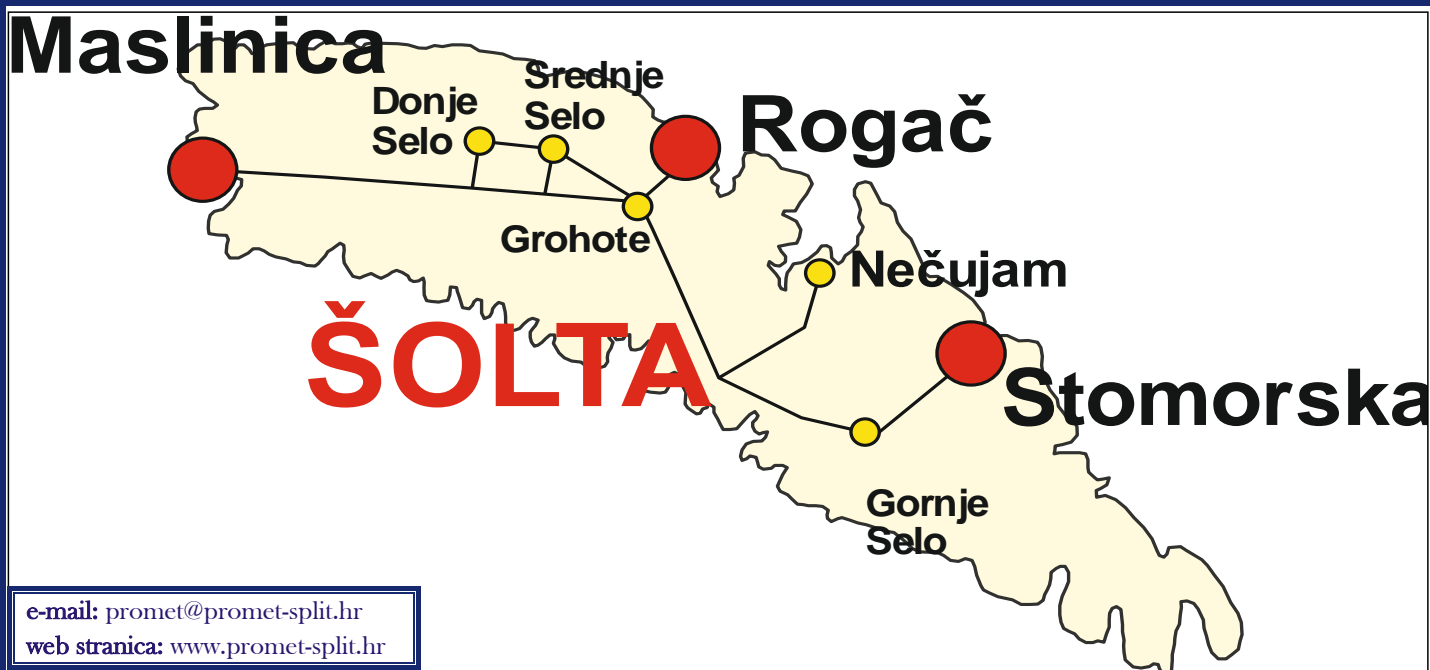 Maslinica
Donje
Selo
Srednje
Selo
Rogač
Grohote
Nečujam
ŠOLTA
Stomorska
Gornje
Selo
e-mail: promet@promet-split.hr
web stranica: www.promet-split.hr